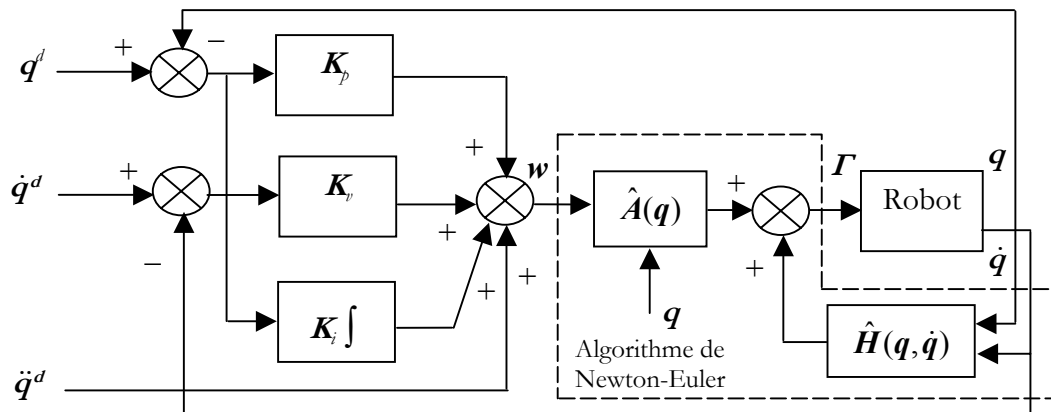 q^d
+
−
K_p
+
q̇^d
+
−
K_v
+
w
Â(q)
q
+
+
Γ
Robot
q
q̇
Ĥ(q, q̇)
K_i ∫
+
+
q̈^d
Algorithme de
Newton-Euler